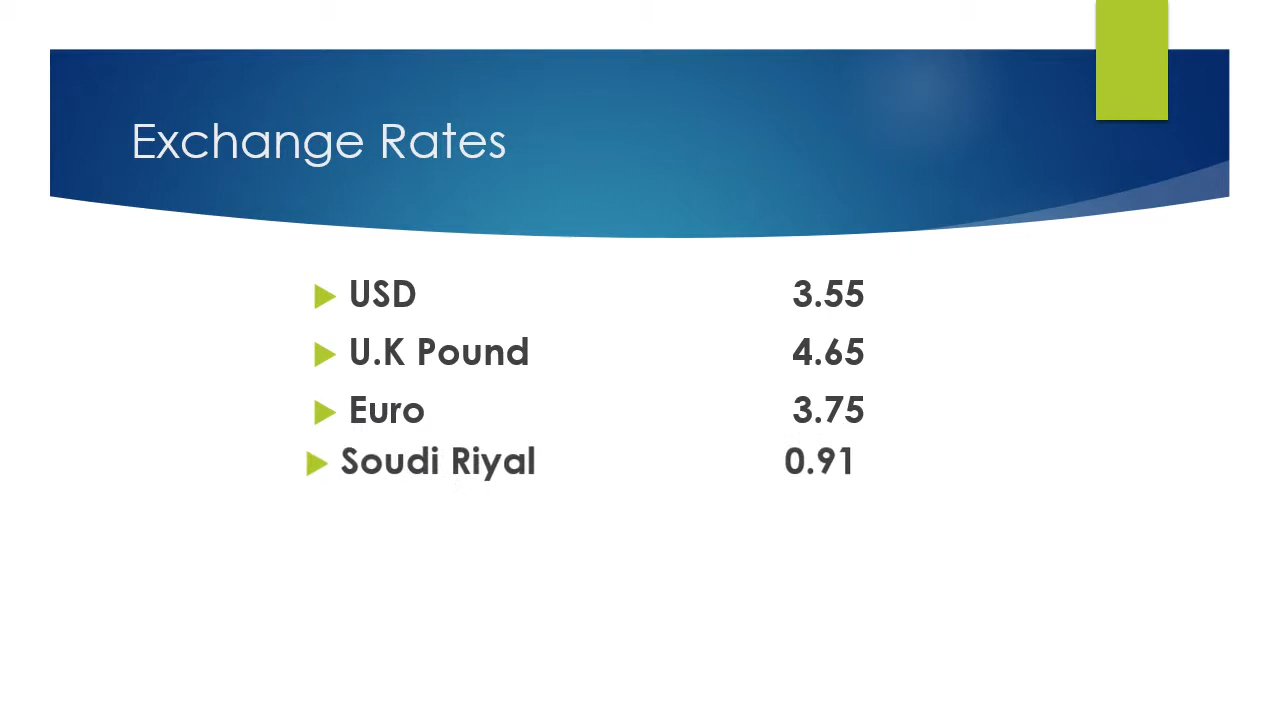 Exchange Rates
USD 3.55
U.K Pound 4.65
Euro 3.75
Soudi Riyal 0.91